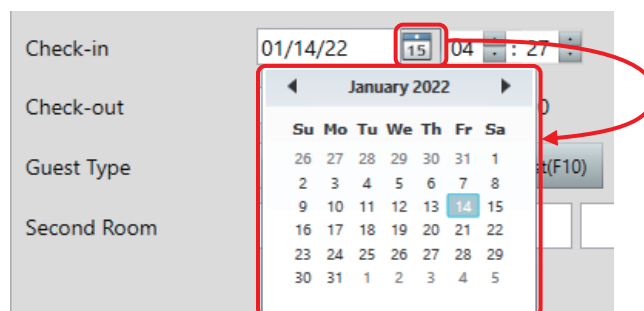 Check-in 01/14/22 15 04 : 27
January 2022
Check-out 0
Su Mo Tu We Th Fr Sa
26 27 28 29 30 31 1
Guest Type t(F10)
2 3 4 5 6 7 8
9 10 11 12 13 14 15
Second Room 16 17 18 19 20 21 22
23 24 25 26 27 28 29
30 31 1 2 3 4 5